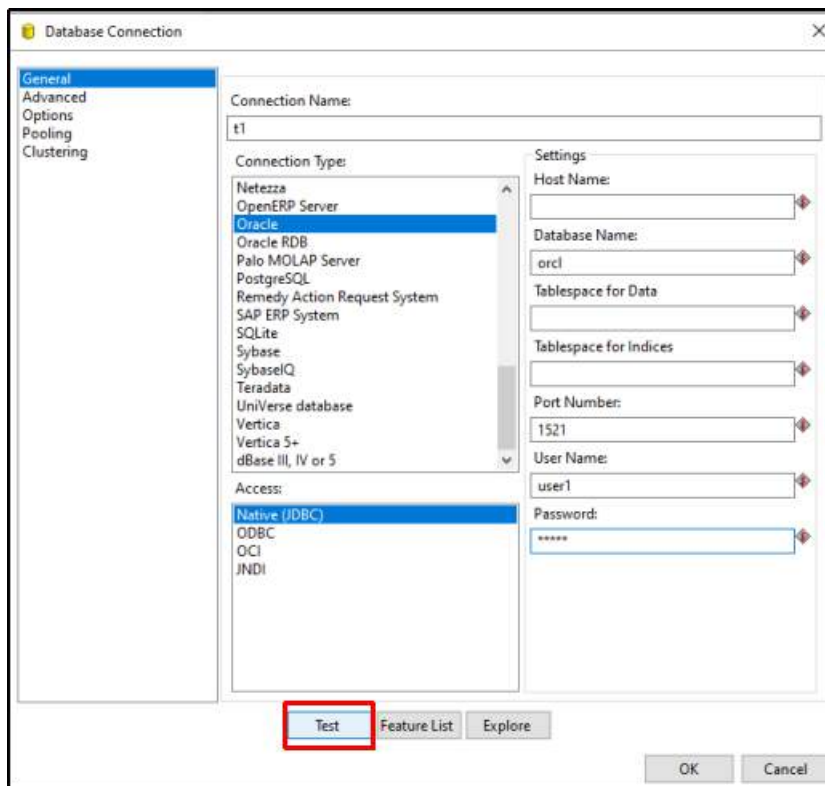 Database Connection
General
Advanced
Options
Pooling
Clustering
Connection Name:
t1
Connection Type:
Netezza
OpenERP Server
Oracle
Oracle RDB
Palo MOLAP Server
PostgreSQL
Remedy Action Request System
SAP ERP System
SQLite
Sybase
SybaseIQ
Teradata
UniVerse database
Vertica
Vertica 5+
dBase III, IV or 5
Access:
Native (JDBC)
ODBC
OCI
JNDI
Settings
Host Name:
Database Name:
orcl
Tablespace for Data
Tablespace for Indices
Port Number:
1521
User Name:
user1
Password:
*****
Test
Feature List
Explore
OK
Cancel